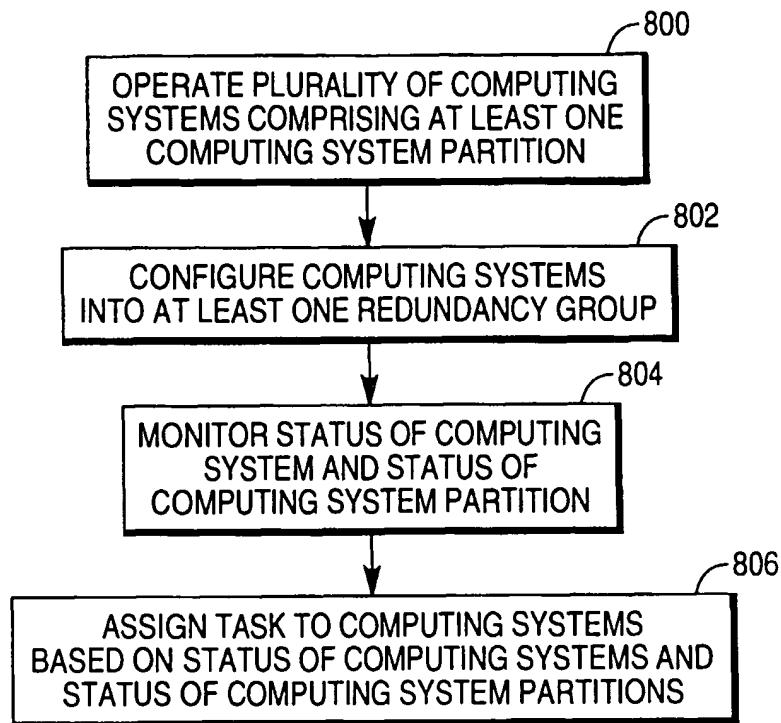 800
OPERATE PLURALITY OF COMPUTING
SYSTEMS COMPRISING AT LEAST ONE
COMPUTING SYSTEM PARTITION
802
CONFIGURE COMPUTING SYSTEMS
INTO AT LEAST ONE REDUNDANCY GROUP
804
MONITOR STATUS OF COMPUTING
SYSTEM AND STATUS OF
COMPUTING SYSTEM PARTITION
806
ASSIGN TASK TO COMPUTING SYSTEMS
BASED ON STATUS OF COMPUTING SYSTEMS AND
STATUS OF COMPUTING SYSTEM PARTITIONS